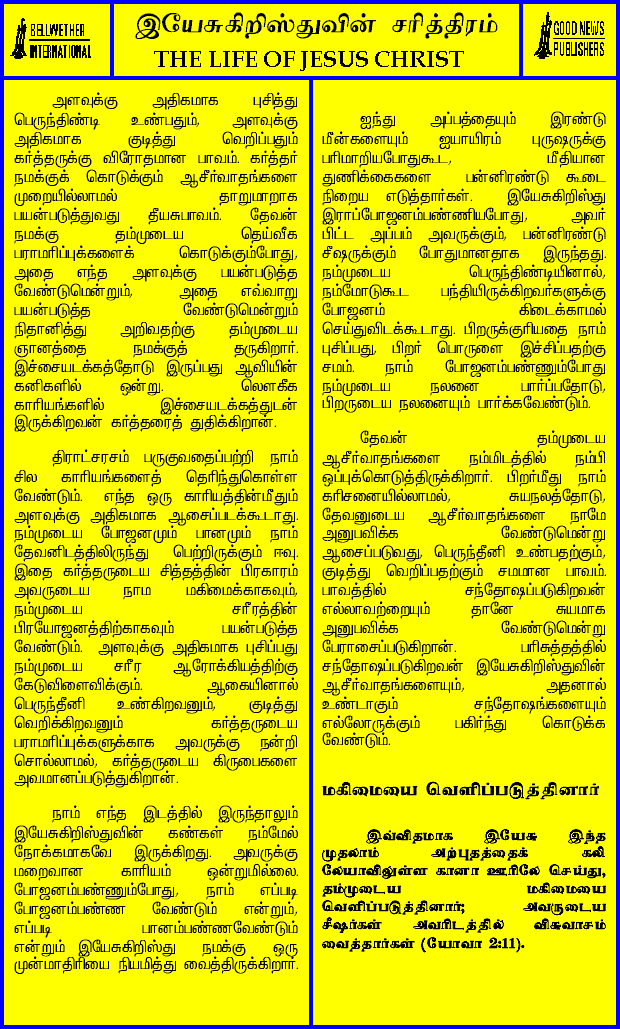 BELLWETHER
INTERNATIONAL
இயேசுகிறிஸ்துவின் சரித்திரம்
THE LIFE OF JESUS CHRIST
GOOD NEWS
PUBLISHERS
அளவுக்கு அதிகமாக புசித்து
பெருந்திண்டி உண்பதும், அளவுக்கு
அதிகமாக குடித்து வெறிப்பதும்
கர்த்தருக்கு விரோதமான பாவம். கர்த்தர்
நமக்குக் கொடுக்கும் ஆசீர்வாதங்களை
முறையில்லாமல் தாறுமாறாக
பயன்படுத்துவது தீயசுபாவம். தேவன்
நமக்கு தம்முடைய தெய்வீக
பராமரிப்புக்களைக் கொடுக்கும்போது,
அதை எந்த அளவுக்கு பயன்படுத்த
வேண்டுமென்றும், அதை எவ்வாறு
பயன்படுத்த வேண்டுமென்றும்
நிதானித்து அறிவதற்கு தம்முடைய
ஞானத்தை நமக்குத் தருகிறார்.
இச்சையடக்கத்தோடு இருப்பது ஆவியின்
கனிகளில் ஒன்று. லௌகீக
காரியங்களில் இச்சையடக்கத்துடன்
இருக்கிறவன் கர்த்தரைத் துதிக்கிறான்.
திராட்சரசம் பருகுவதைப்பற்றி நாம்
சில காரியங்களைத் தெரிந்துகொள்ள
வேண்டும். எந்த ஒரு காரியத்தின்மீதும்
அளவுக்கு அதிகமாக ஆசைப்படக்கூடாது.
நம்முடைய போஜனமும் பானமும் நாம்
தேவனிடத்திலிருந்து பெற்றிருக்கும் ஈவு.
இதை கர்த்தருடைய சித்தத்தின் பிரகாரம்
அவருடைய நாம மகிமைக்காகவும்,
நம்முடைய சரீரத்தின்
பிரயோஜனத்திற்காகவும் பயன்படுத்த
வேண்டும். அளவுக்கு அதிகமாக புசிப்பது
நம்முடைய சரீர ஆரோக்கியத்திற்கு
கேடுவிளைவிக்கும். ஆகையினால்
பெருந்தீனி உண்கிறவனும், குடித்து
வெறிக்கிறவனும் கர்த்தருடைய
பராமரிப்புக்களுக்காக அவருக்கு நன்றி
சொல்லாமல், கர்த்தருடைய கிருபைகளை
அவமானப்படுத்துகிறான்.
நாம் எந்த இடத்தில் இருந்தாலும்
இயேசுகிறிஸ்துவின் கண்கள் நம்மேல்
நோக்கமாகவே இருக்கிறது. அவருக்கு
மறைவான காரியம் ஒன்றுமில்லை.
போஜனம்பண்ணும்போது, நாம் எப்படி
போஜனம்பண்ண வேண்டும் என்றும்,
எப்படி பானம்பண்ணவேண்டும்
என்றும் இயேசுகிறிஸ்து நமக்கு ஒரு
முன்மாதிரியை நியமித்து வைத்திருக்கிறார்.
ஐந்து அப்பத்தையும் இரண்டு
மீன்களையும் ஐயாயிரம் புருஷருக்கு
பரிமாறியபோதுகூட, மீதியான
துணிக்கைகளை பன்னிரண்டு கூடை
நிறைய எடுத்தார்கள். இயேசுகிறிஸ்து
இராப்போஜனம்பண்ணியபோது, அவர்
பிட்ட அப்பம் அவருக்கும், பன்னிரண்டு
சீஷருக்கும் போதுமானதாக இருந்தது.
நம்முடைய பெருந்திண்டியினால்,
நம்மோடுகூட பந்தியிருக்கிறவர்களுக்கு
போஜனம் கிடைக்காமல்
செய்துவிடக்கூடாது. பிறருக்குரியதை நாம்
புசிப்பது, பிறர் பொருளை இச்சிப்பதற்கு
சமம். நாம் போஜனம்பண்ணும்போது
நம்முடைய நலனை பார்ப்பதோடு,
பிறருடைய நலனையும் பார்க்கவேண்டும்.
தேவன் தம்முடைய
ஆசீர்வாதங்களை நம்மிடத்தில் நம்பி
ஒப்புக்கொடுத்திருக்கிறார். பிறர்மீது நாம்
கரிசனையில்லாமல், சுயநலத்தோடு,
தேவனுடைய ஆசீர்வாதங்களை நாமே
அனுபவிக்க வேண்டுமென்று
ஆசைப்படுவது, பெருந்தீனி உண்பதற்கும்,
குடித்து வெறிப்பதற்கும் சமமான பாவம்.
பாவத்தில் சந்தோஷப்படுகிறவன்
எல்லாவற்றையும் தானே சுயமாக
அனுபவிக்க வேண்டுமென்று
பேராசைப்படுகிறான். பரிசுத்தத்தில்
சந்தோஷப்படுகிறவன் இயேசுகிறிஸ்துவின்
ஆசீர்வாதங்களையும், அதனால்
உண்டாகும் சந்தோஷங்களையும்
எல்லோருக்கும் பகிர்ந்து கொடுக்க
வேண்டும்.
மகிமையை வெளிப்படுத்தினார்
இவ்விதமாக இயேசு இந்த
முதலாம் அற்புதத்தைக் கலி
லேயாவிலுள்ள கானா ஊரிலே செய்து,
தம்முடைய மகிமையை
வெளிப்படுத்தினார்; அவருடைய
சீஷர்கள் அவரிடத்தில் விசுவாசம்
வைத்தார்கள் (யோவா 2:11).